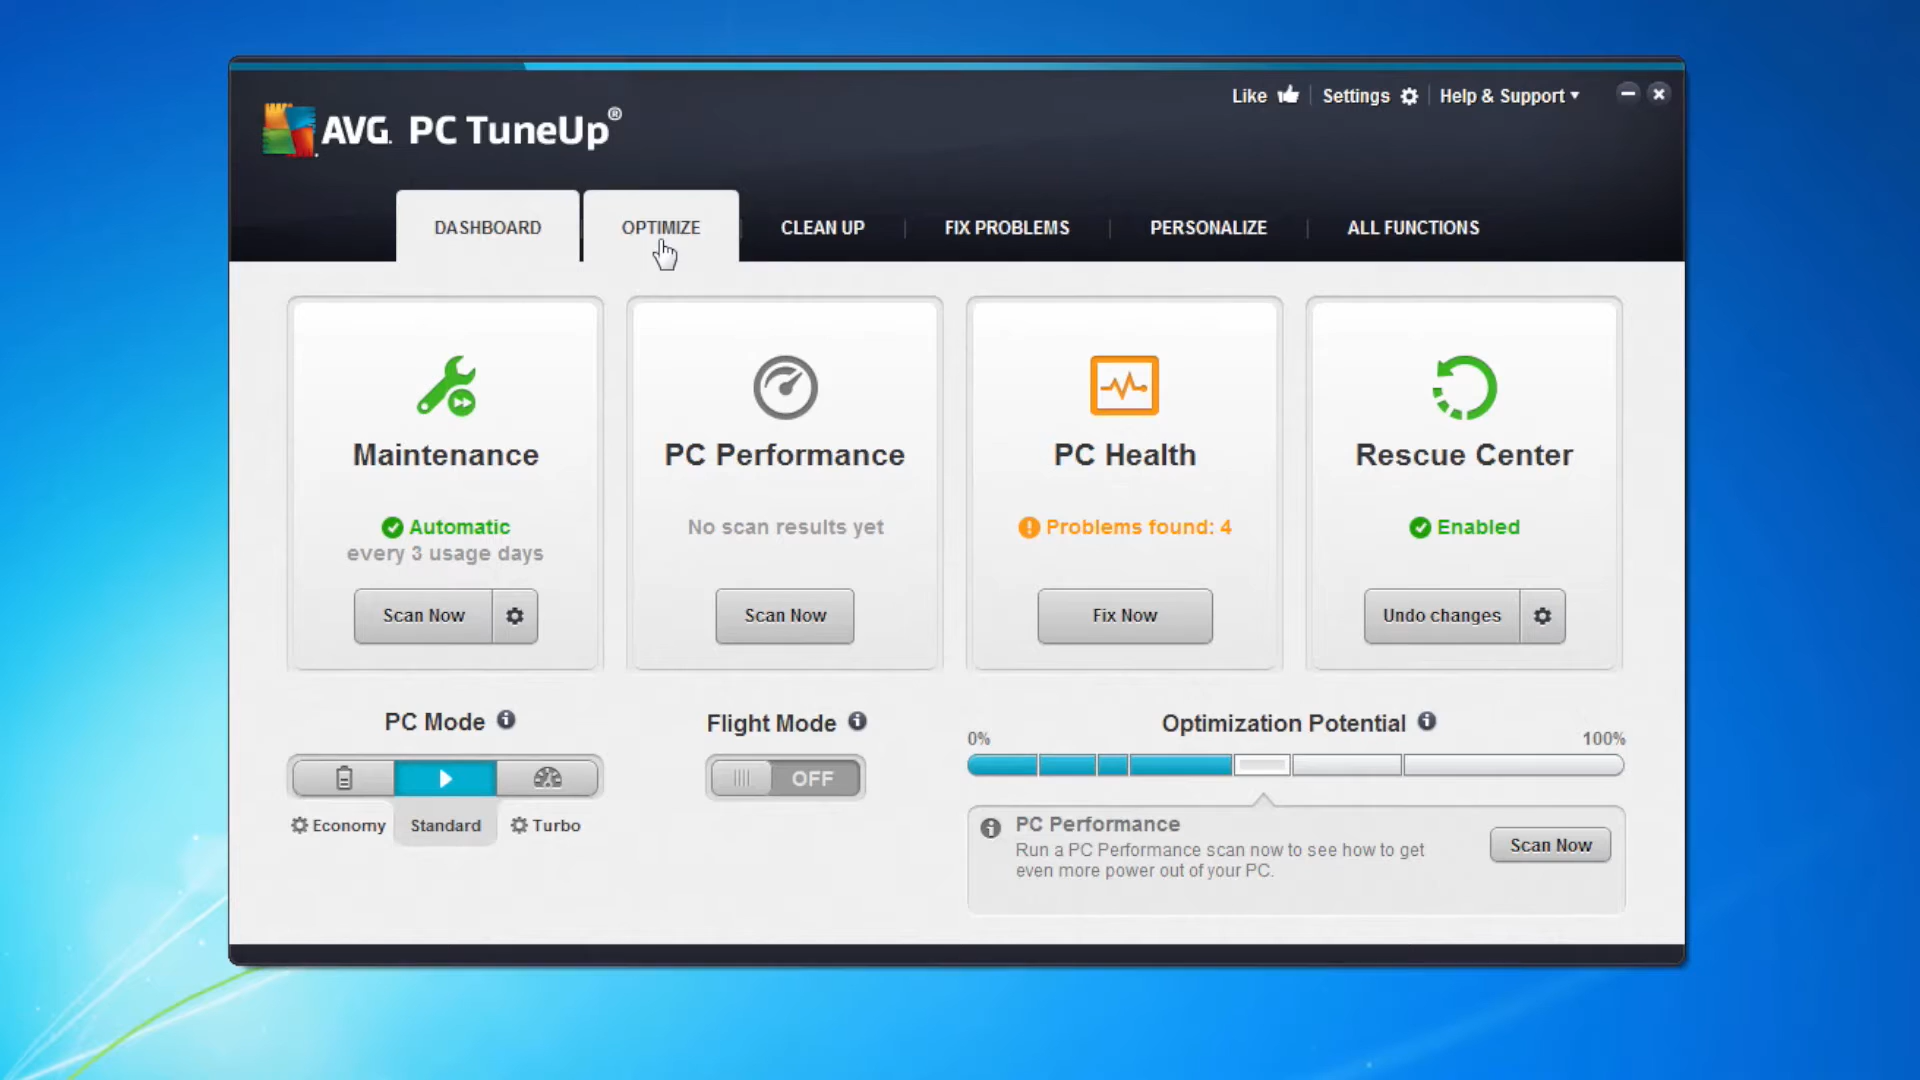 Like Settings Help & Support
AVG. PC TuneUp®
DASHBOARD OPTIMIZE CLEAN UP FIX PROBLEMS PERSONALIZE ALL FUNCTIONS
Maintenance
Automatic
every 3 usage days
Scan Now
PC Performance
No scan results yet
Scan Now
PC Health
Problems found: 4
Fix Now
Rescue Center
Enabled
Undo changes
PC Mode
Economy Standard Turbo
Flight Mode
OFF
Optimization Potential
0% 100%
PC Performance
Run a PC Performance scan now to see how to get
even more power out of your PC.
Scan Now